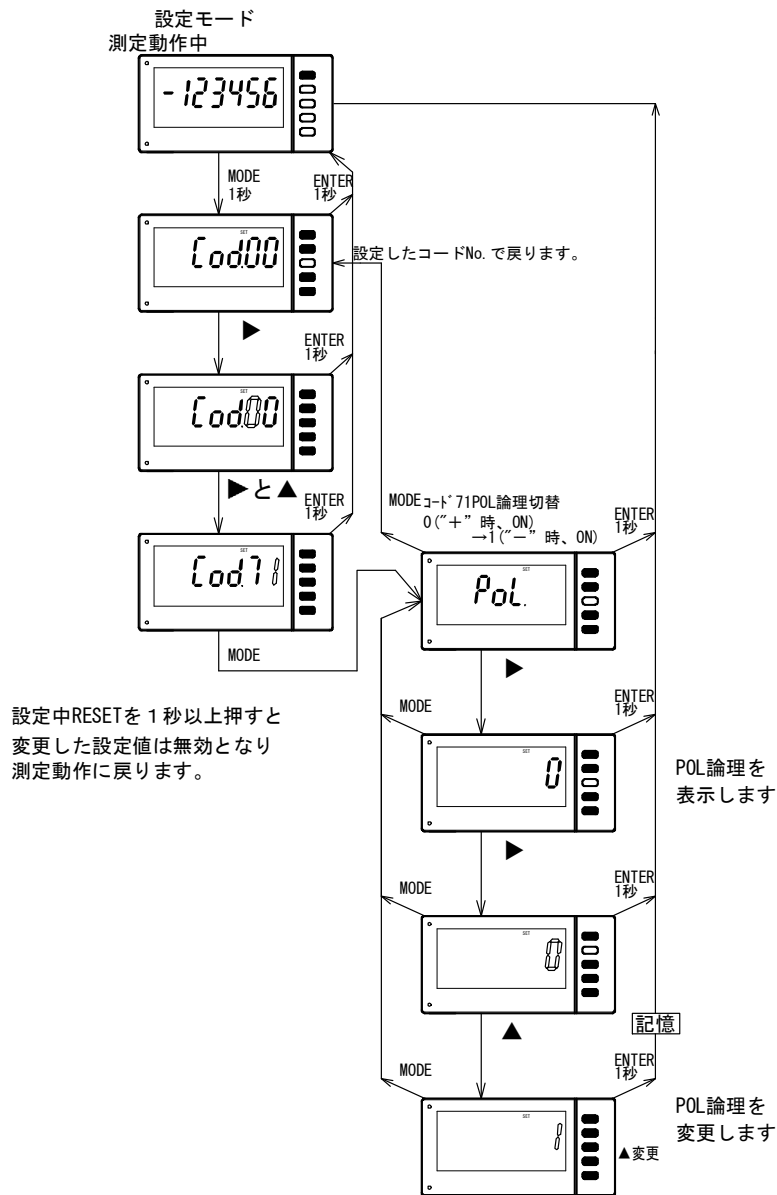 設定モード
測定動作中
-123456
MODE
1秒
ENTER
1秒
SET
Cod.00
設定したコードNo. で戻ります。
▶
ENTER
1秒
SET
Cod.00
▶と▲
ENTER
1秒
SET
Cod.71
MODE
MODE
コード71POL論理切替
0("+" 時、ON)
→1("-" 時、ON)
ENTER
1秒
SET
PoL.
▶
設定中RESETを1秒以上押すと
変更した設定値は無効となり
測定動作に戻ります。
MODE
ENTER
1秒
SET
0
POL論理を
表示します
▶
MODE
ENTER
1秒
SET
0
▲
記憶
MODE
ENTER
1秒
SET
1
▲変更
POL論理を
変更します